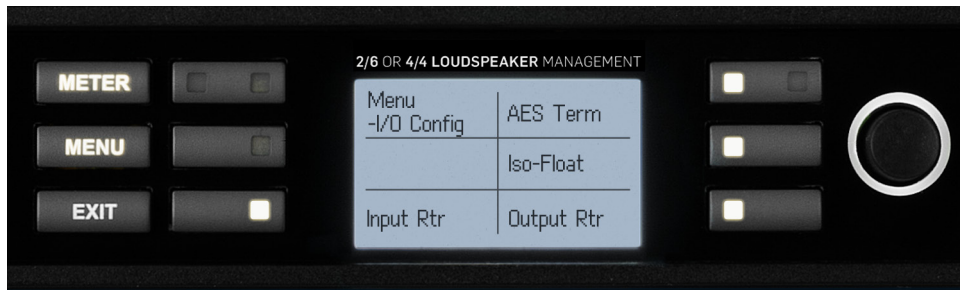 2/6 OR 4/4 LOUDSPEAKER MANAGEMENT
METER
MENU
EXIT
Menu
-I/O Config
AES Term
Iso-Float
Input Rtr
Output Rtr